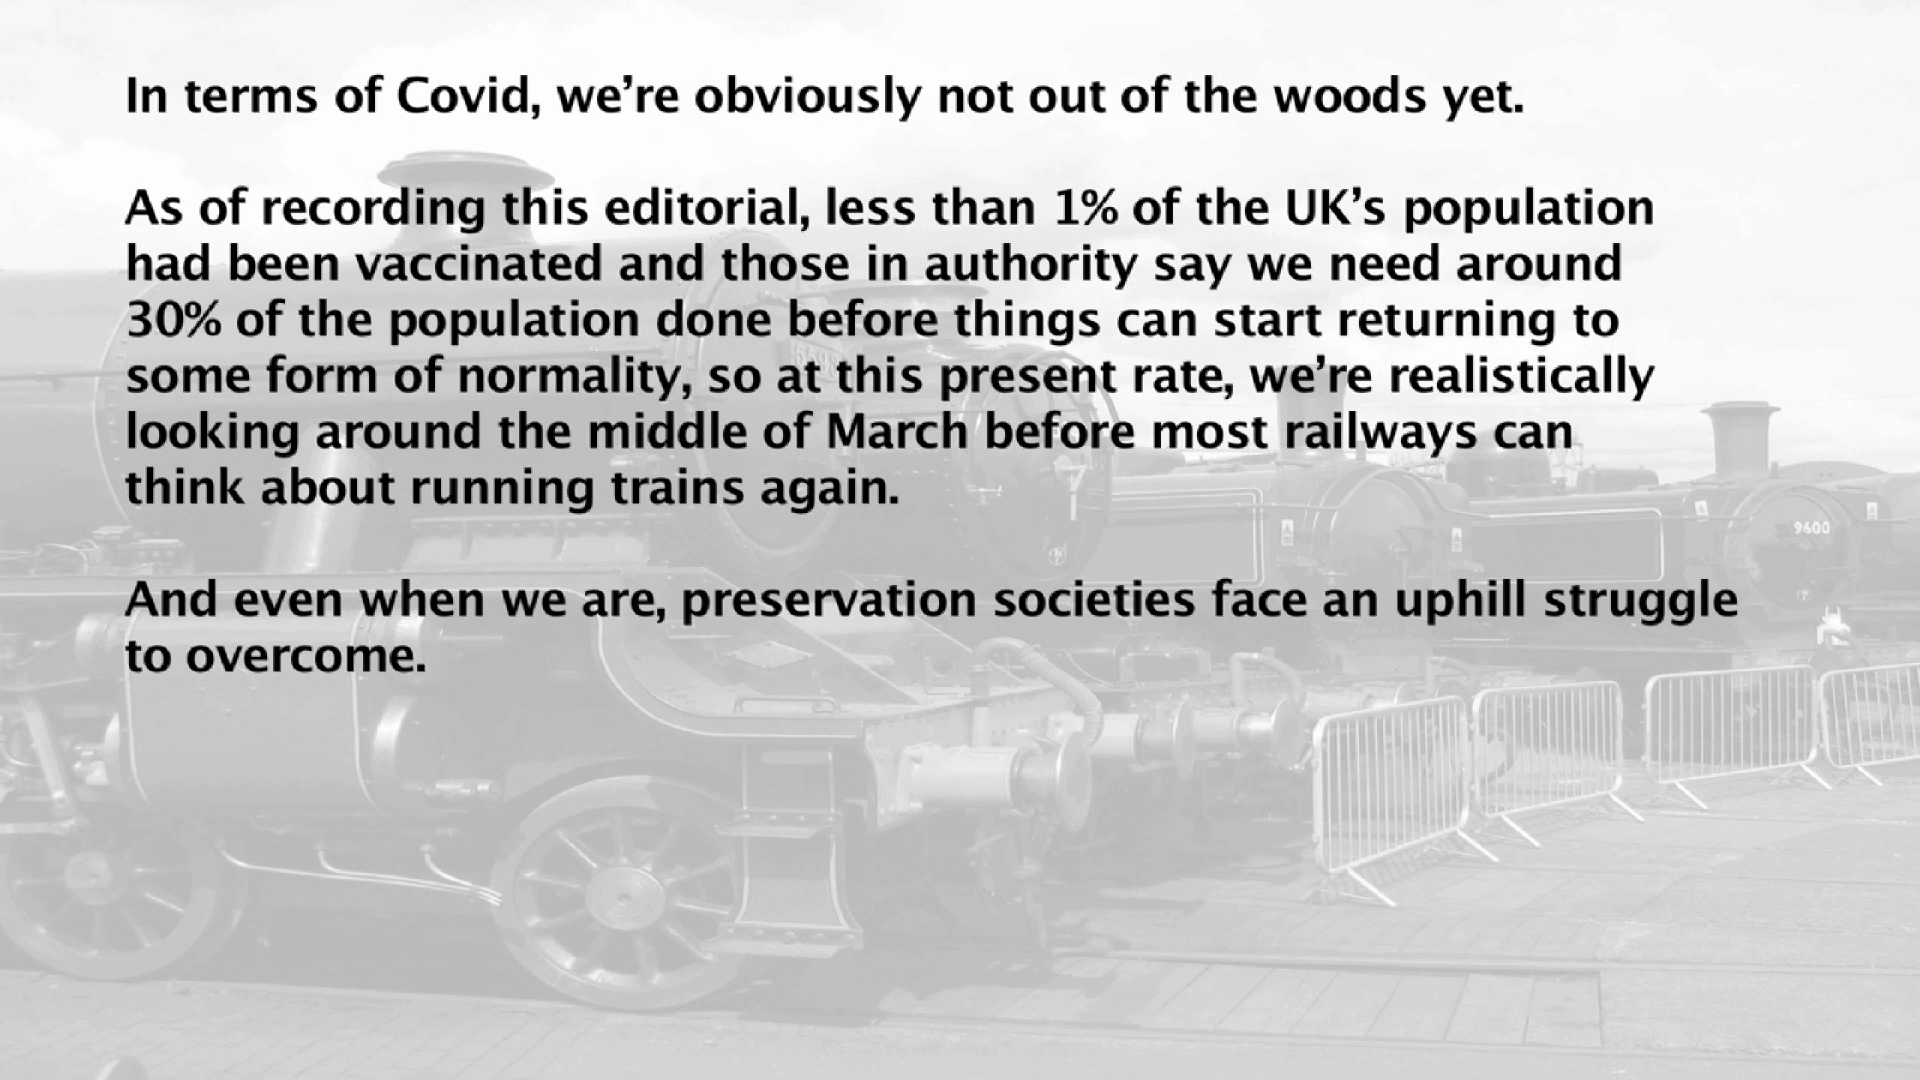 In terms of Covid, we’re obviously not out of the woods yet.
As of recording this editorial, less than 1% of the UK’s population
had been vaccinated and those in authority say we need around
30% of the population done before things can start returning to
some form of normality, so at this present rate, we’re realistically
looking around the middle of March before most railways can
think about running trains again.
And even when we are, preservation societies face an uphill struggle
to overcome.
9600